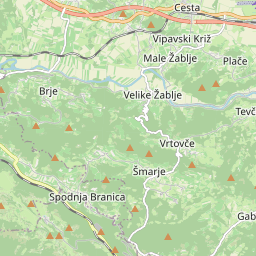 Cesta
Vipavski Križ
Male Žablje
Plače
Brje
Velike Žablje
Tevč
Vrtovče
Šmarje
Spodnja Branica
Gab